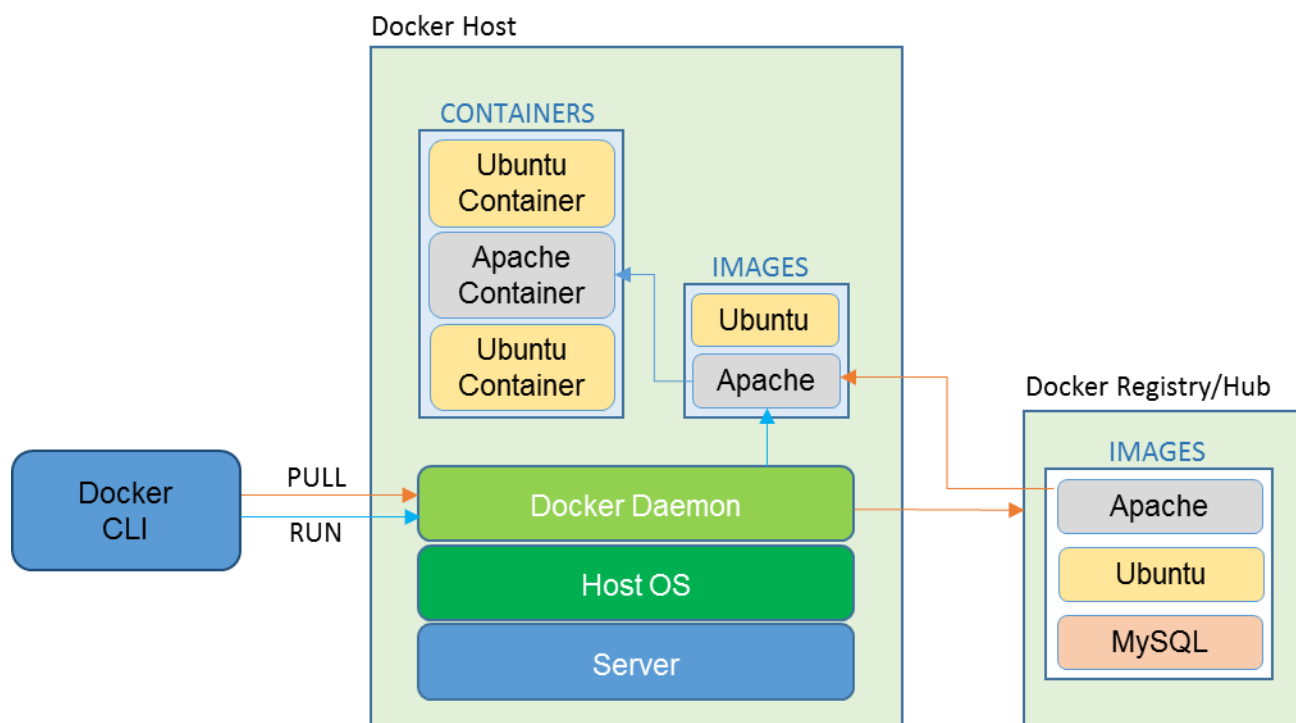 Docker Host
CONTAINERS
Ubuntu
Container
Apache
Container
Ubuntu
Container
IMAGES
Ubuntu
Apache
Docker Registry/Hub
IMAGES
Apache
Ubuntu
MySQL
Docker
CLI
PULL
RUN
Docker Daemon
Host OS
Server